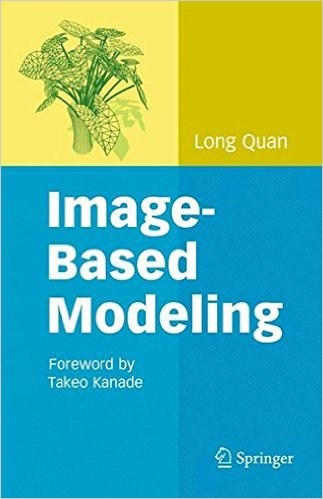 Long Quan
Image-
Based
Modeling
Foreword by
Takeo Kanade
Springer